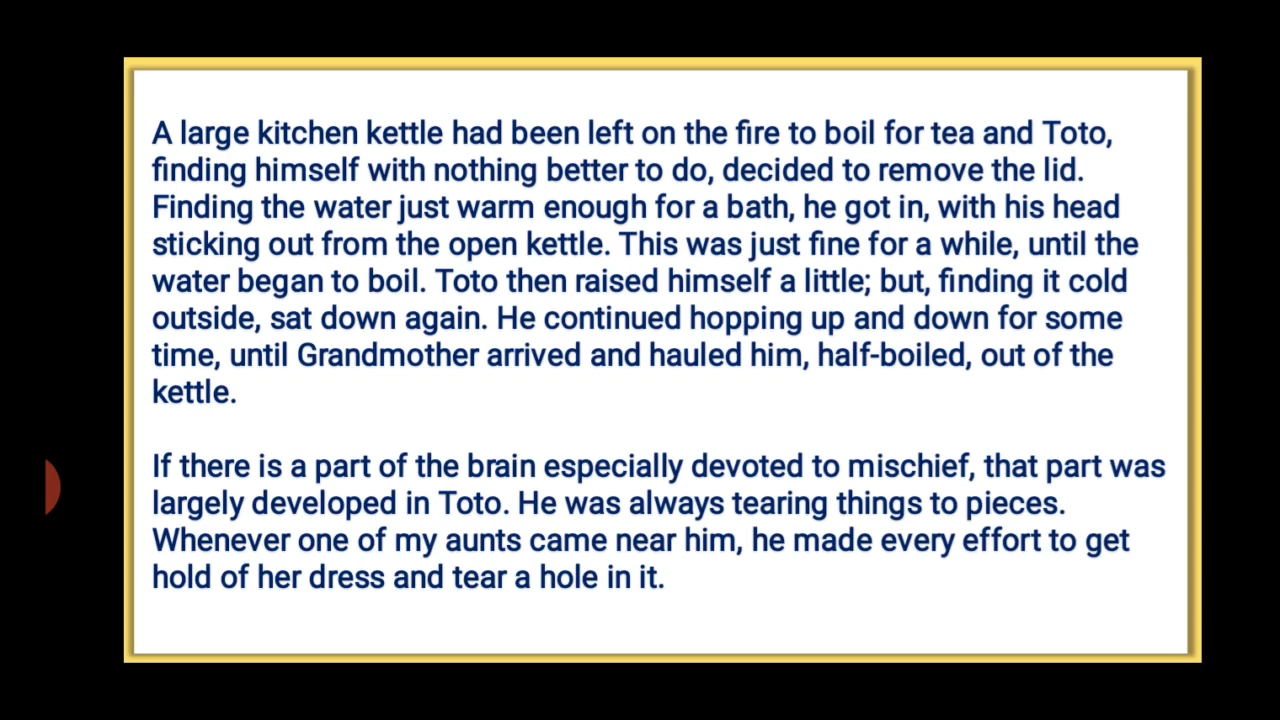 A large kitchen kettle had been left on the fire to boil for tea and Toto,
finding himself with nothing better to do, decided to remove the lid.
Finding the water just warm enough for a bath, he got in, with his head
sticking out from the open kettle. This was just fine for a while, until the
water began to boil. Toto then raised himself a little; but, finding it cold
outside, sat down again. He continued hopping up and down for some
time, until Grandmother arrived and hauled him, half-boiled, out of the
kettle.

If there is a part of the brain especially devoted to mischief, that part was
largely developed in Toto. He was always tearing things to pieces.
Whenever one of my aunts came near him, he made every effort to get
hold of her dress and tear a hole in it.